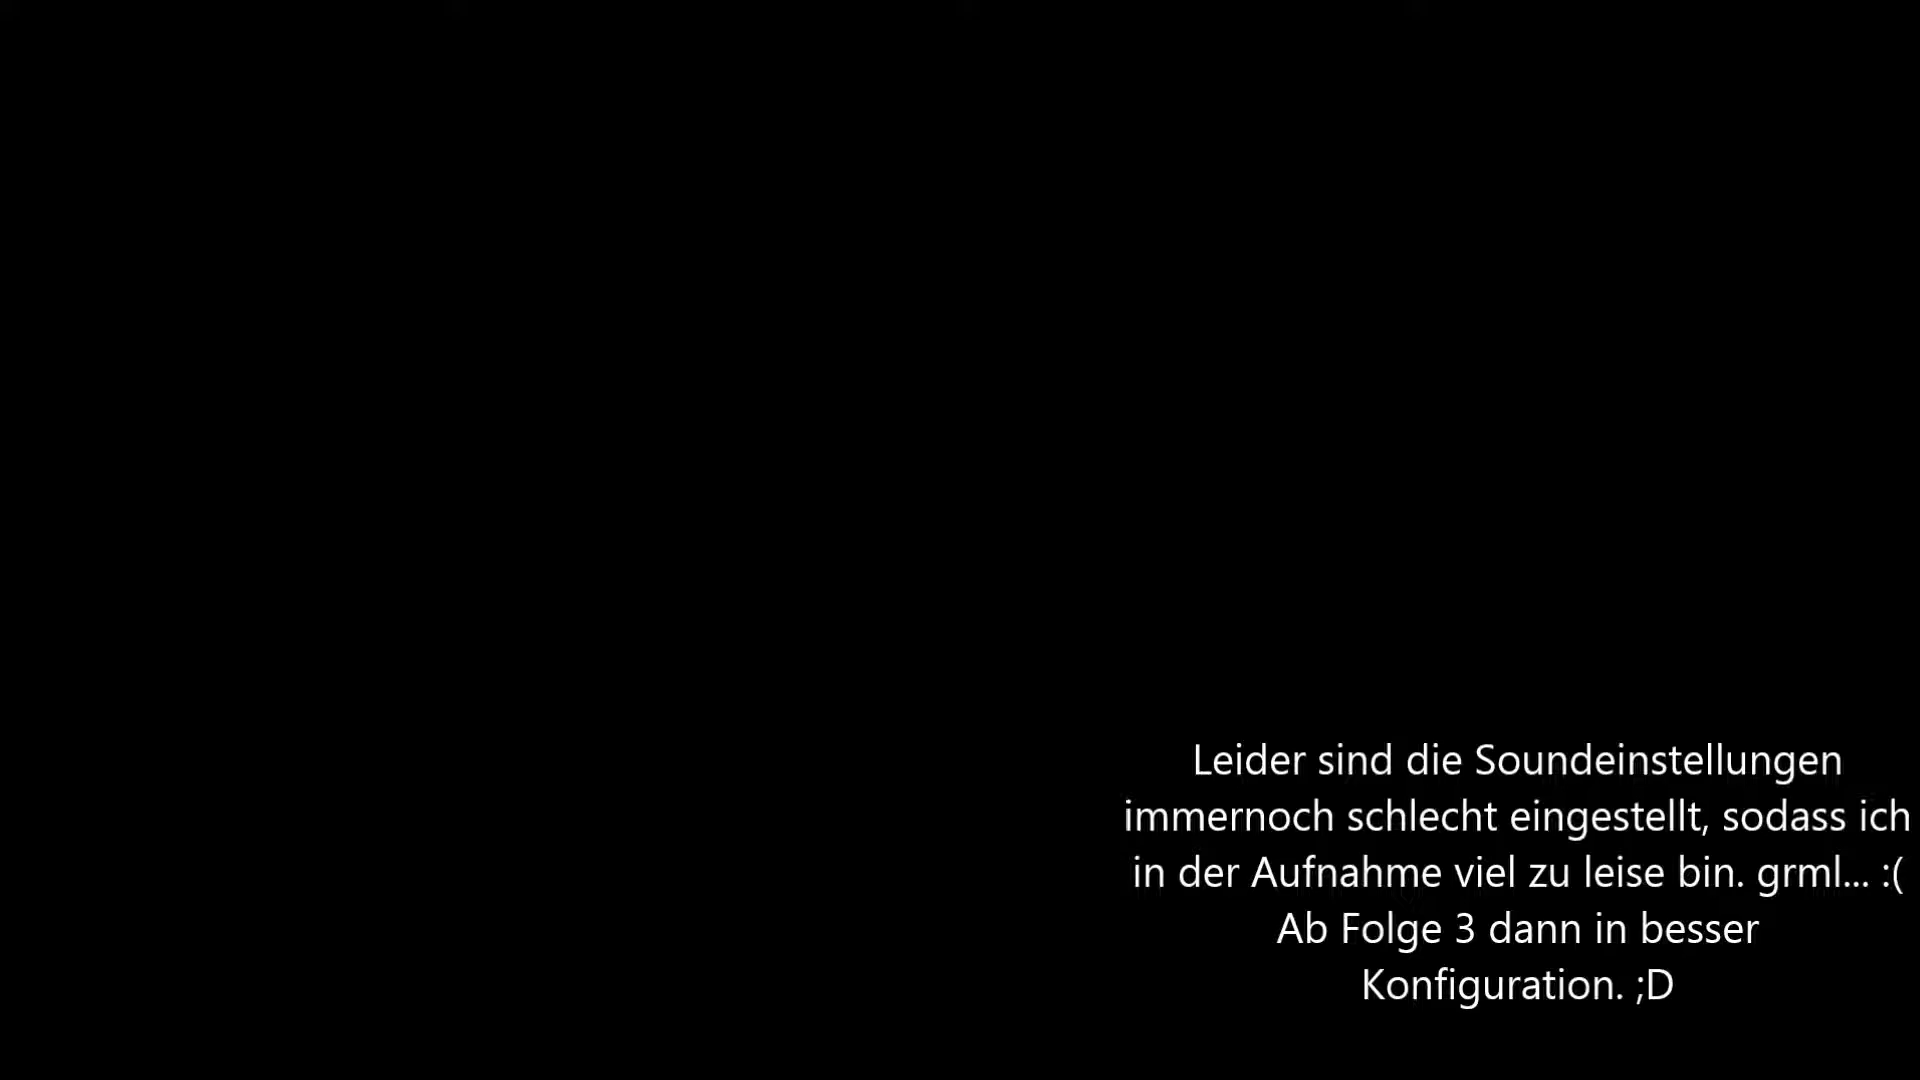 Leider sind die Soundeinstellungen
immernoch schlecht eingestellt, sodass ich
in der Aufnahme viel zu leise bin. grml... :(
Ab Folge 3 dann in besser
Konfiguration. ;D